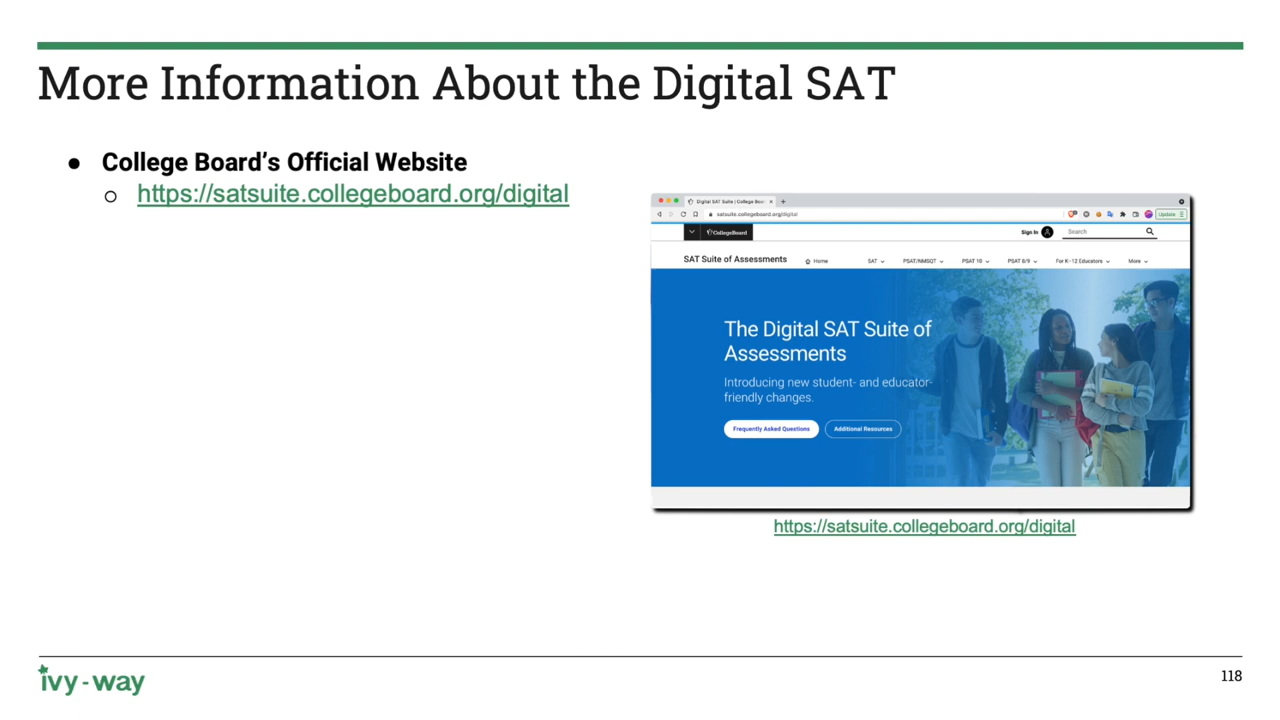 More Information About the Digital SAT
● College Board’s Official Website
○ https://satsuite.collegeboard.org/digital
Digital SAT Suite | College Boar
satsuite.collegeboard.org/digital
Update
CollegeBoard
Sign In
Search
SAT Suite of Assessments
Home
SAT
PSAT/NMSQT
PSAT 10
PSAT 8/9
For K–12 Educators
More
The Digital SAT Suite of
Assessments
Introducing new student- and educator-
friendly changes.
Frequently Asked Questions
Additional Resources
https://satsuite.collegeboard.org/digital
ivy-way
118